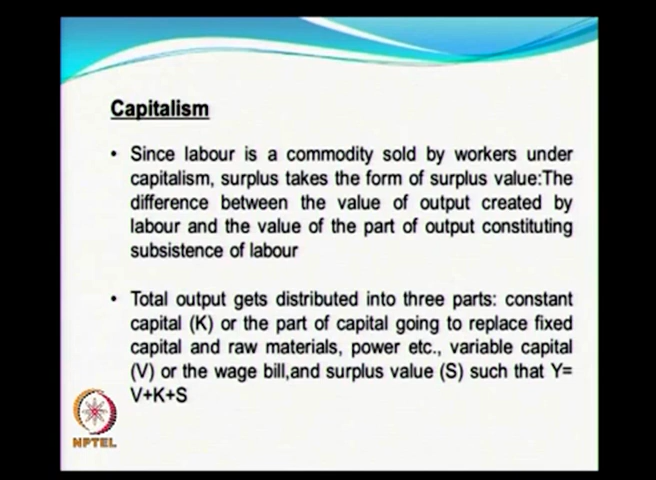 Capitalism
• Since labour is a commodity sold by workers under
capitalism, surplus takes the form of surplus value:The
difference between the value of output created by
labour and the value of the part of output constituting
subsistence of labour
• Total output gets distributed into three parts: constant
capital (K) or the part of capital going to replace fixed
capital and raw materials, power etc., variable capital
(V) or the wage bill,and surplus value (S) such that Y=
V+K+S
NPTEL